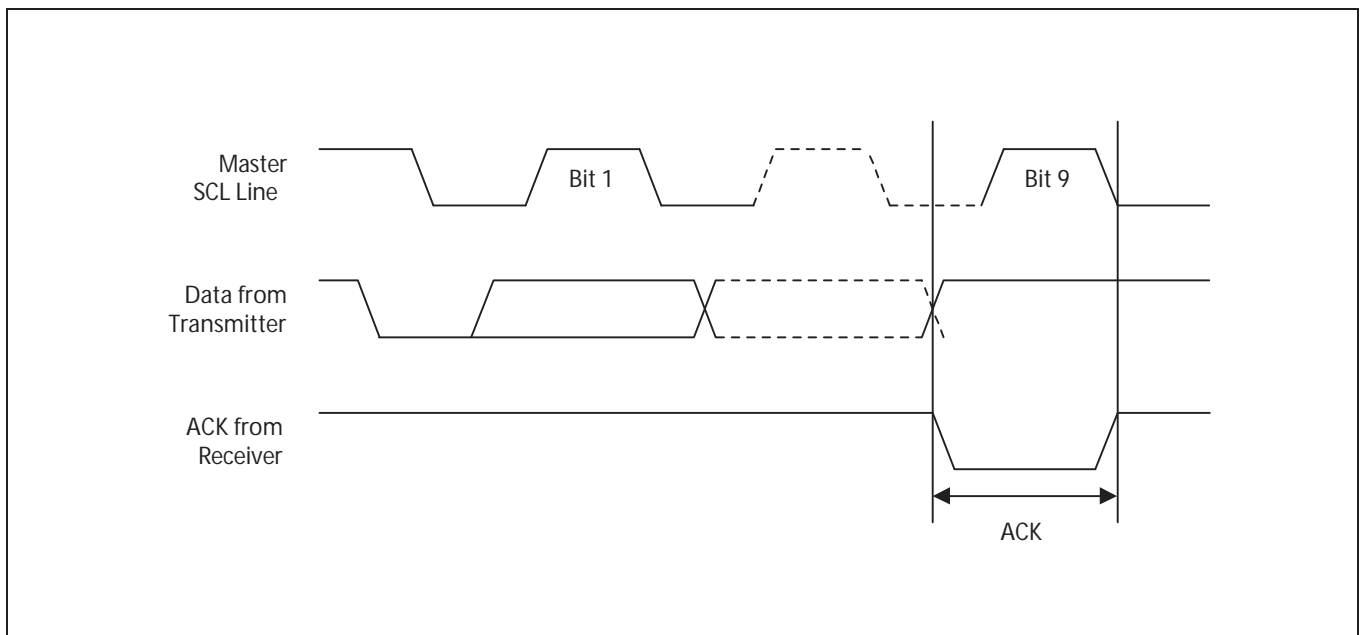 Master
SCL Line
Bit 1
Bit 9
Data from
Transmitter
ACK from
Receiver
ACK